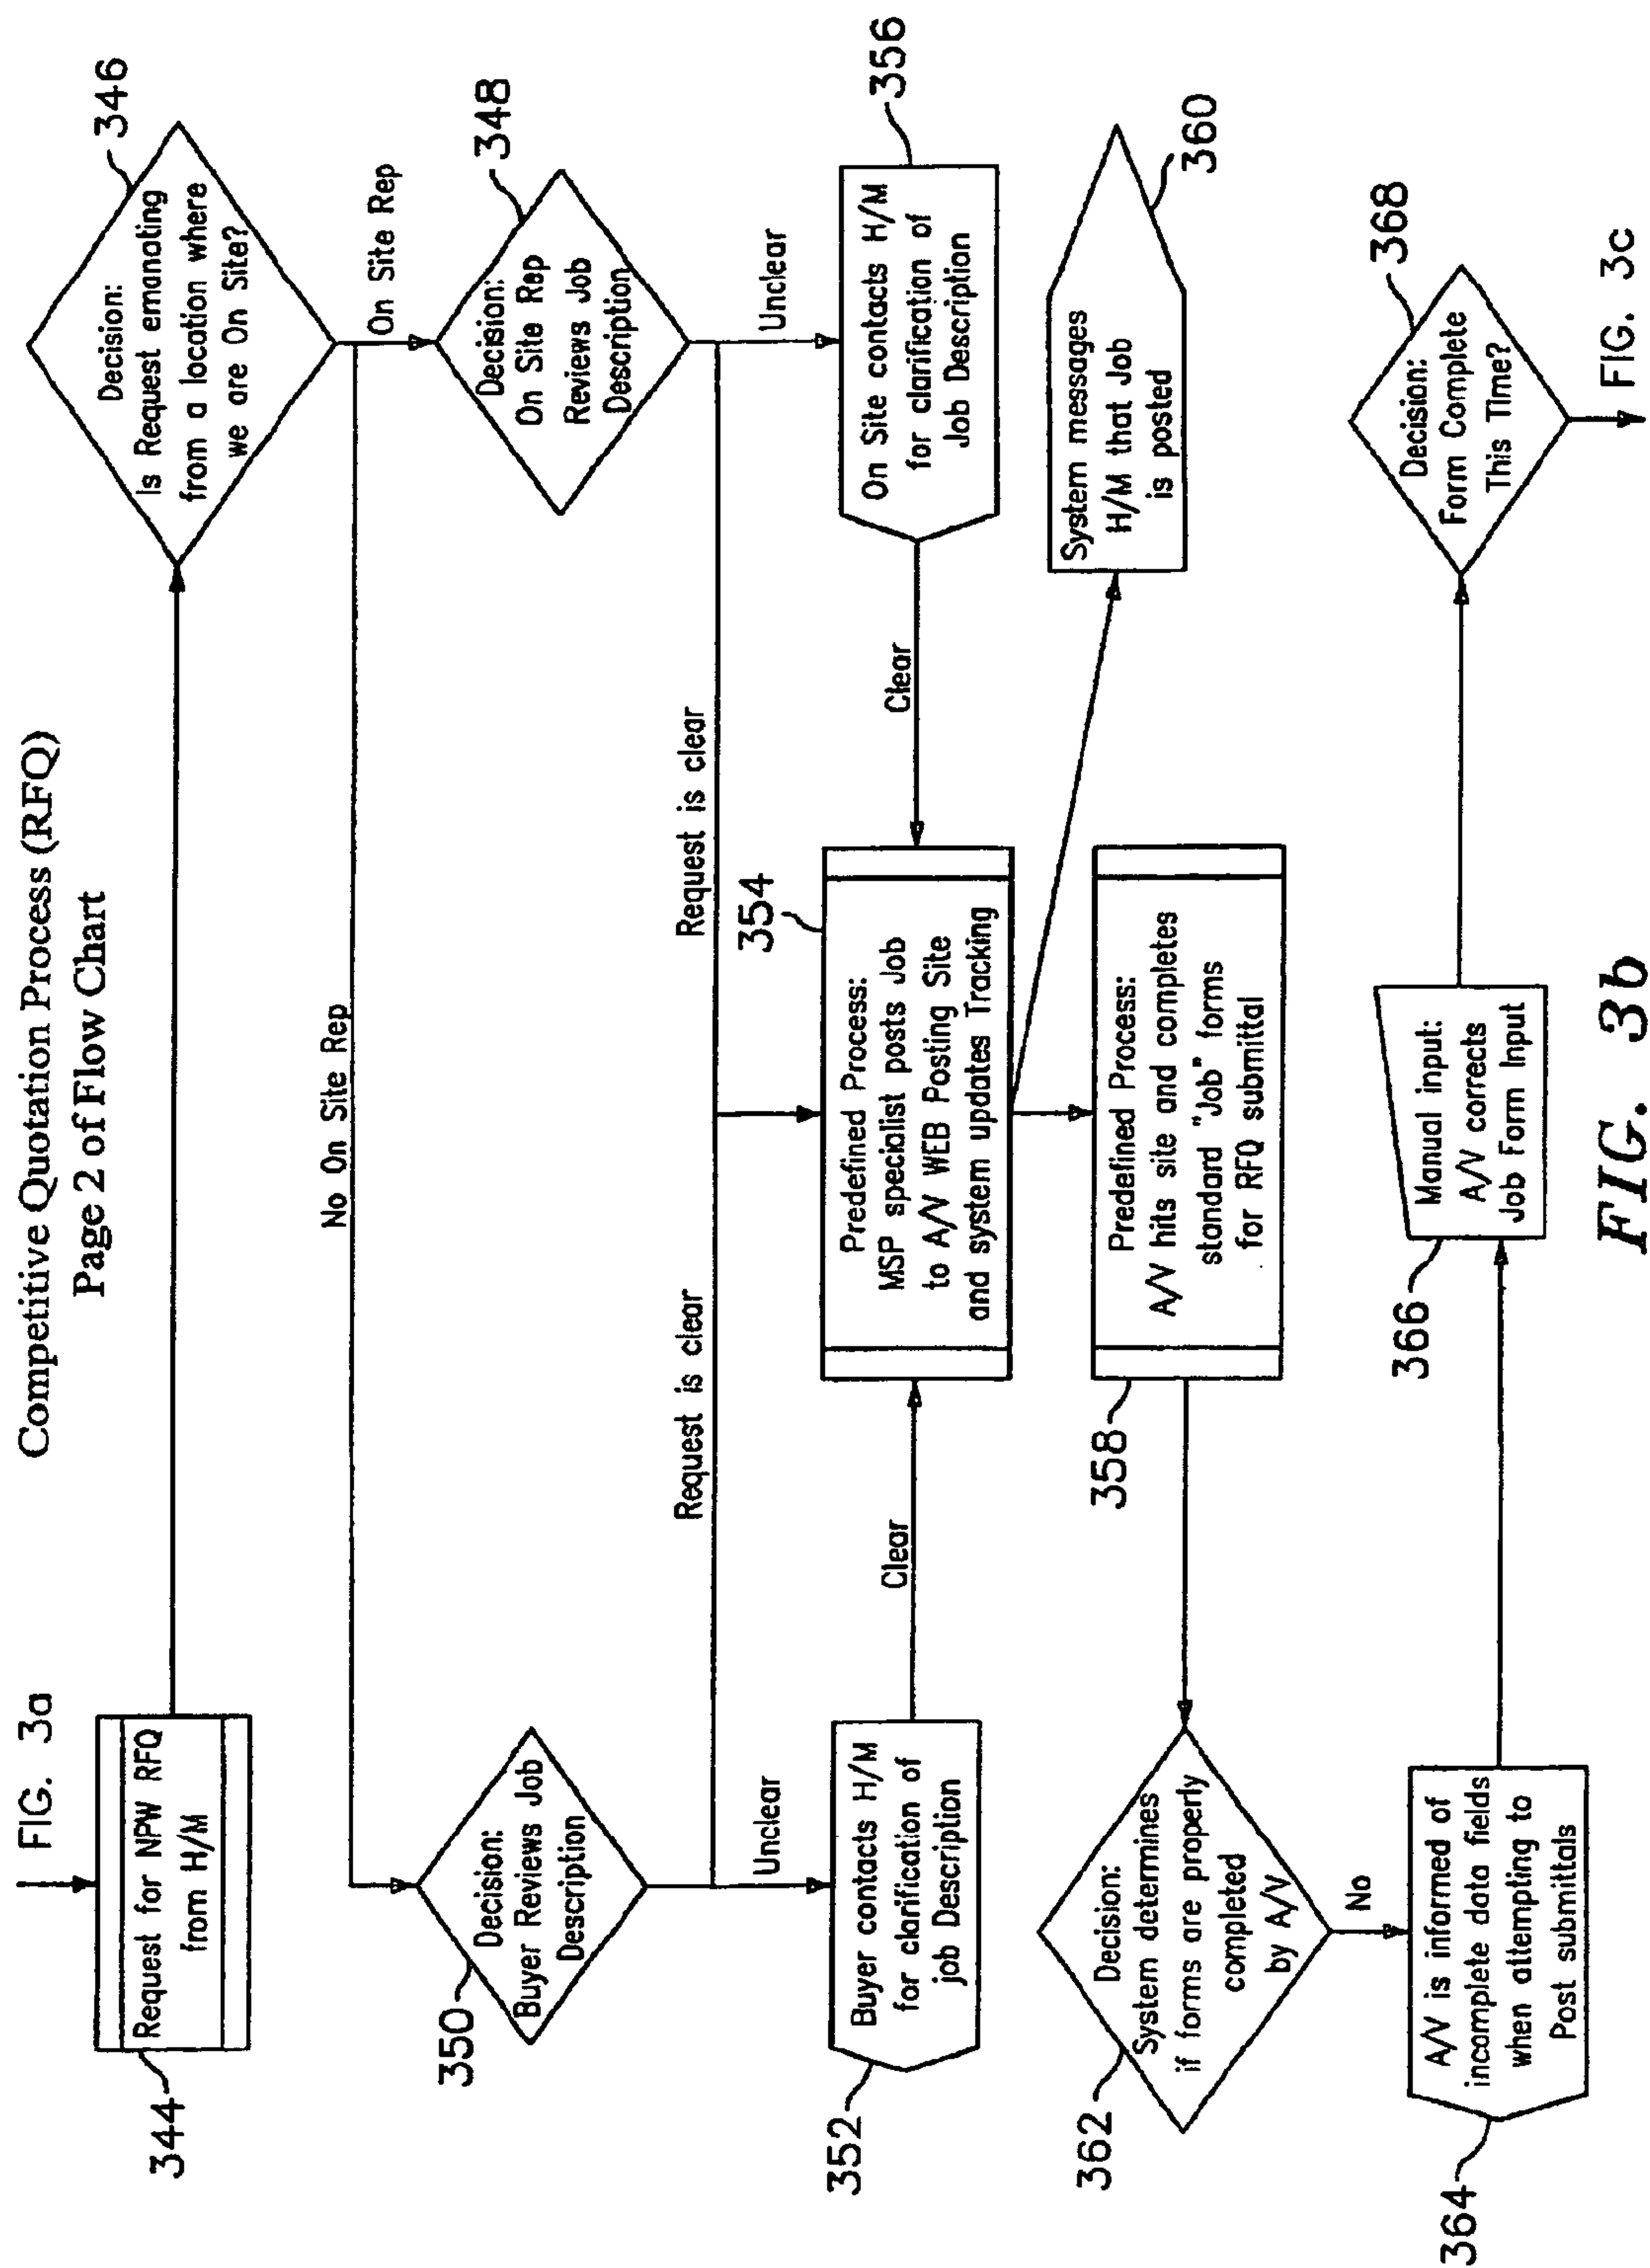 Competitive Quotation Process (RFQ)
Page 2 of Flow Chart
FIG. 3a
Request for NPW RFQ
from H/M
344
Decision:
Is Request emanating
from a location where
we are On Site?
346
No On Site Rep
On Site Rep
Decision:
Buyer Reviews Job
Description
350
Decision:
On Site Rep
Reviews Job
Description
348
Request is clear
Request is clear
Unclear
Unclear
Buyer contacts H/M
for clarification of
job Description
352
Clear
354
Predefined Process:
MSP specialist posts Job
to A/V WEB Posting Site
and system updates Tracking
Clear
On Site contacts H/M
for clarification of
Job Description
356
System messages
H/M that Job
is posted
360
Predefined Process:
A/V hits site and completes
standard "Job" forms
for RFQ submittal
358
Decision:
System determines
if forms are properly
completed
by A/V
362
No
A/V is informed of
incomplete data fields
when attempting to
Post submittals
364
Manual input:
A/V corrects
Job Form Input
366
Decision:
Form Complete
This Time?
368
FIG. 3c
FIG. 3b